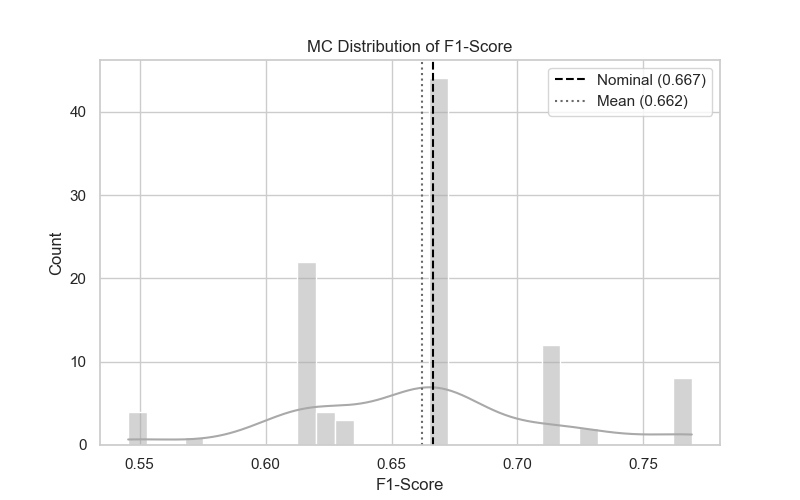 MC Distribution of F1-Score
Nominal (0.667)
Mean (0.662)
Count
40
30
20
10
0
0.55 0.60 0.65 0.70 0.75
F1-Score